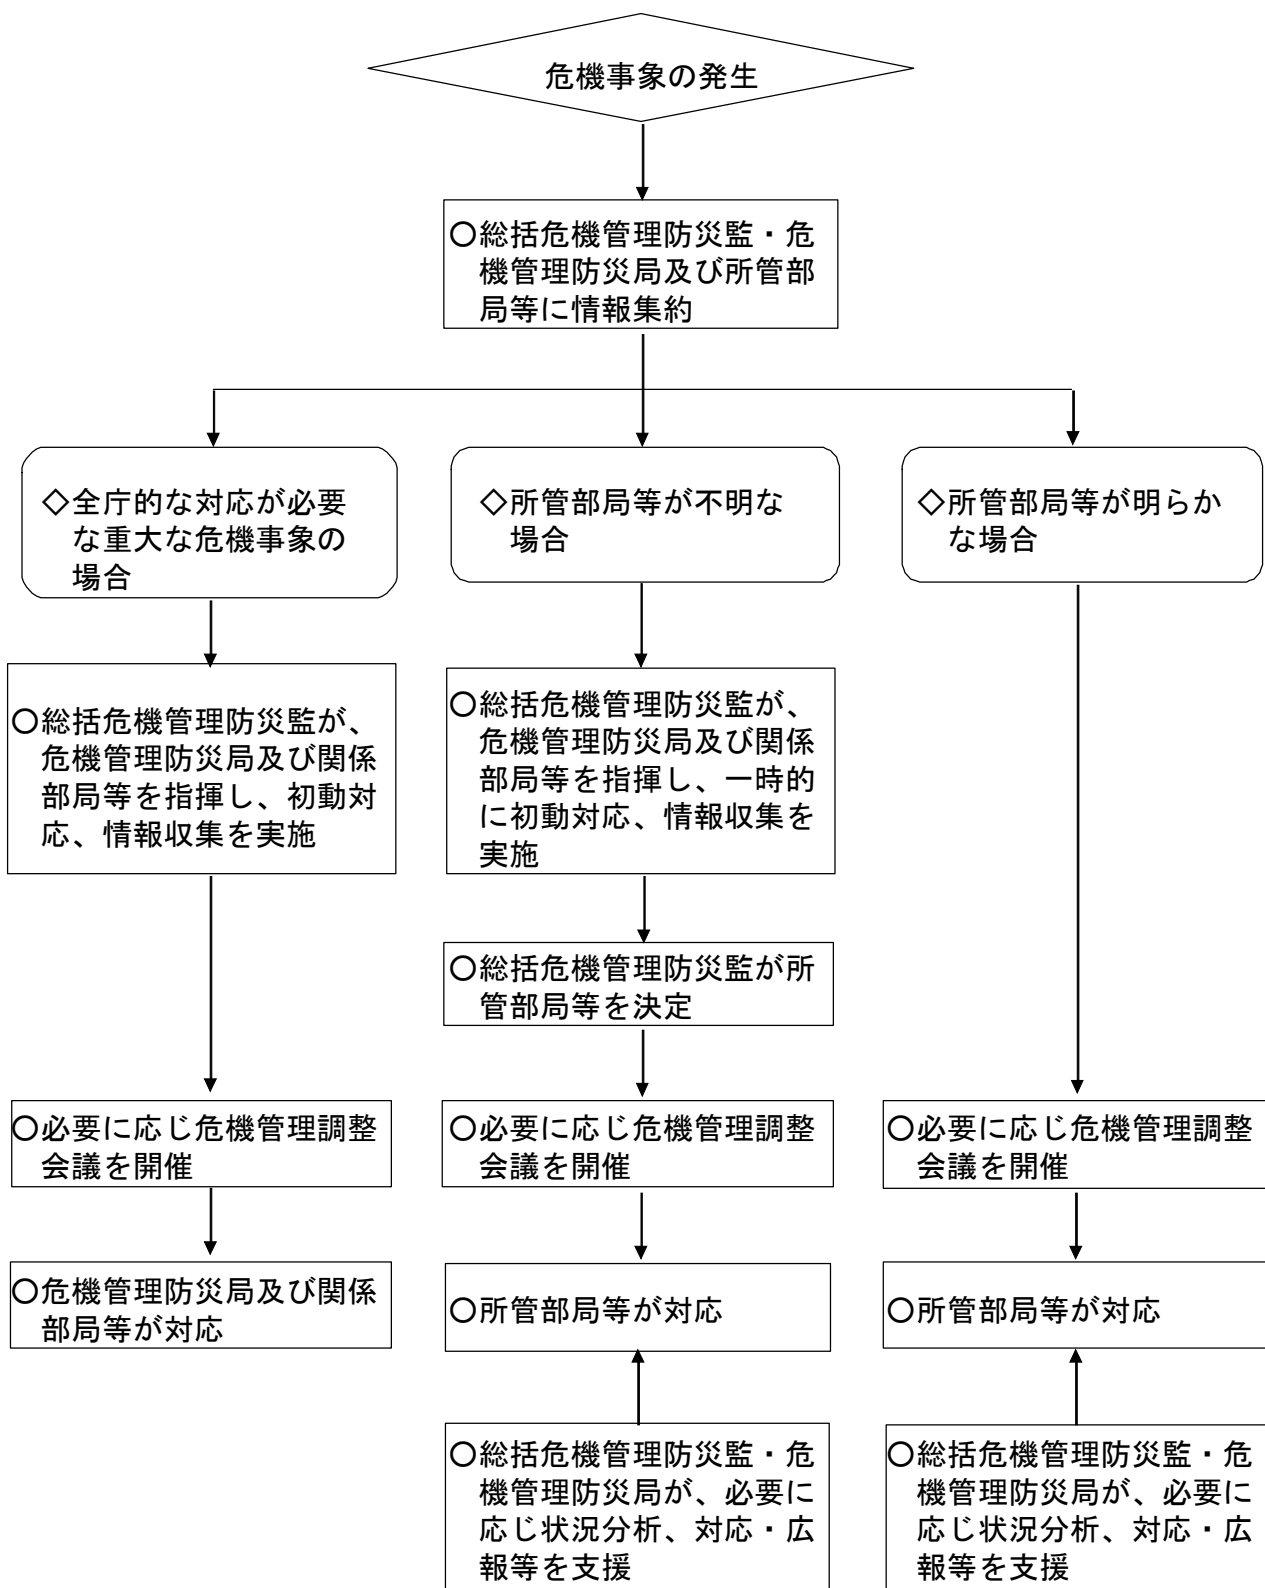 危機事象の発生
○総括危機管理防災監・危
機管理防災局及び所管部
局等に情報集約
◇全庁的な対応が必要
な重大な危機事象の
場合
◇所管部局等が不明な
場合
◇所管部局等が明らか
な場合
○総括危機管理防災監が、
危機管理防災局及び関係
部局等を指揮し、初動対
応、情報収集を実施
○総括危機管理防災監が、
危機管理防災局及び関係
部局等を指揮し、一時的
に初動対応、情報収集を
実施
○総括危機管理防災監が所
管部局等を決定
○必要に応じ危機管理調整
会議を開催
○必要に応じ危機管理調整
会議を開催
○必要に応じ危機管理調整
会議を開催
○危機管理防災局及び関係
部局等が対応
○所管部局等が対応
○所管部局等が対応
○総括危機管理防災監・危
機管理防災局が、必要に
応じ状況分析、対応・広
報等を支援
○総括危機管理防災監・危
機管理防災局が、必要に
応じ状況分析、対応・広
報等を支援